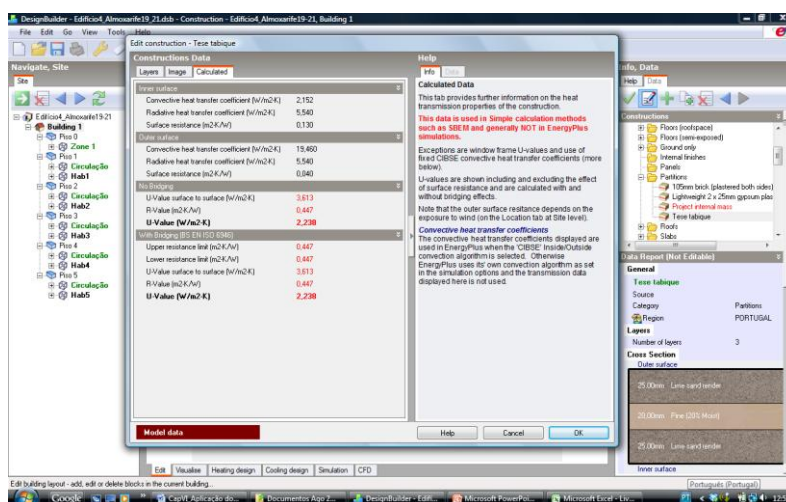 DesignBuilder - Edificio4_Almoxarife19_21.dsb - Construction - Edificio4_Almoxarife19-21, Building 1
File Edit Go View Tools Help
Edit construction - Tese tabique
Navigate, Site
Site
Edificio4_Almoxarife19-21
Building 1
Piso 0
Zone 1
Piso 1
Circulação
Hab1
Piso 2
Circulação
Hab2
Piso 3
Circulação
Hab3
Piso 4
Circulação
Hab4
Piso 5
Circulação
Hab5
Constructions Data
Layers Image Calculated
Inner surface
Convective heat transfer coefficient (W/m2-K) 2,152
Radiative heat transfer coefficient (W/m2-K) 5,540
Surface resistance (m2-K/W) 0,130
Outer surface
Convective heat transfer coefficient (W/m2-K) 19,460
Radiative heat transfer coefficient (W/m2-K) 5,540
Surface resistance (m2-K/W) 0,040
No Bridging
U-Value surface to surface (W/m2-K) 3,613
R-Value (m2-K/W) 0,447
U-Value (W/m2-K) 2,238
With Bridging (BS EN ISO 6946)
Upper resistance limit (m2-K/W) 0,447
Lower resistance limit (m2-K/W) 0,447
U-Value surface to surface (W/m2-K) 3,613
R-Value (m2-K/W) 0,447
U-Value (W/m2-K) 2,238
Model data
Help
Info Data
Calculated Data
This tab provides further information on the heat
transmission properties of the construction.
This data is used in Simple calculation methods
such as SBEM and generally NOT in EnergyPlus
simulations.
Exceptions are window frame U-values and use of
fixed CIBSE convective heat transfer coefficients (more
below).
U-values are shown including and excluding the effect
of surface resistance and are calculated with and
without bridging effects.
Note that the outer surface resitance depends on the
exposure to wind (on the Location tab at Site level).
Convective heat transfer coefficients
The convective heat transfer coefficients displayed are
used in EnergyPlus when the 'CIBSE' Inside/Outside
convection algorithm is selected. Otherwise
EnergyPlus uses its' own convection algorithm as set
in the simulation options and the transmission data
displayed here is not used.
Help Cancel OK
Info, Data
Help Data
Constructions
Floors (roofspace)
Floors (semi-exposed)
Ground only
Internal finishes
Panels
Partitions
105mm brick (plastered both sides)
Lightweight 2 x 25mm gypsum plas
Project internal mass
Tese tabique
Roofs
Slabs
Data Report (Not Editable)
General
Tese tabique
Source
Category Partitions
Region PORTUGAL
Layers
Number of layers 3
Cross Section
Outer surface
25,00mm Lime sand render
20,00mm Pine (20% Moist)
25,00mm Lime sand render
Inner surface
Edit Visualise Heating design Cooling design Simulation CFD
Edit building layout - add, edit or delete blocks in the current building...
Português (Portugal)
Google CapVI_Aplicação do... Documentos Ago 2... DesignBuilder - Edifi... Microsoft PowerPoi... Microsoft Excel - Liv...